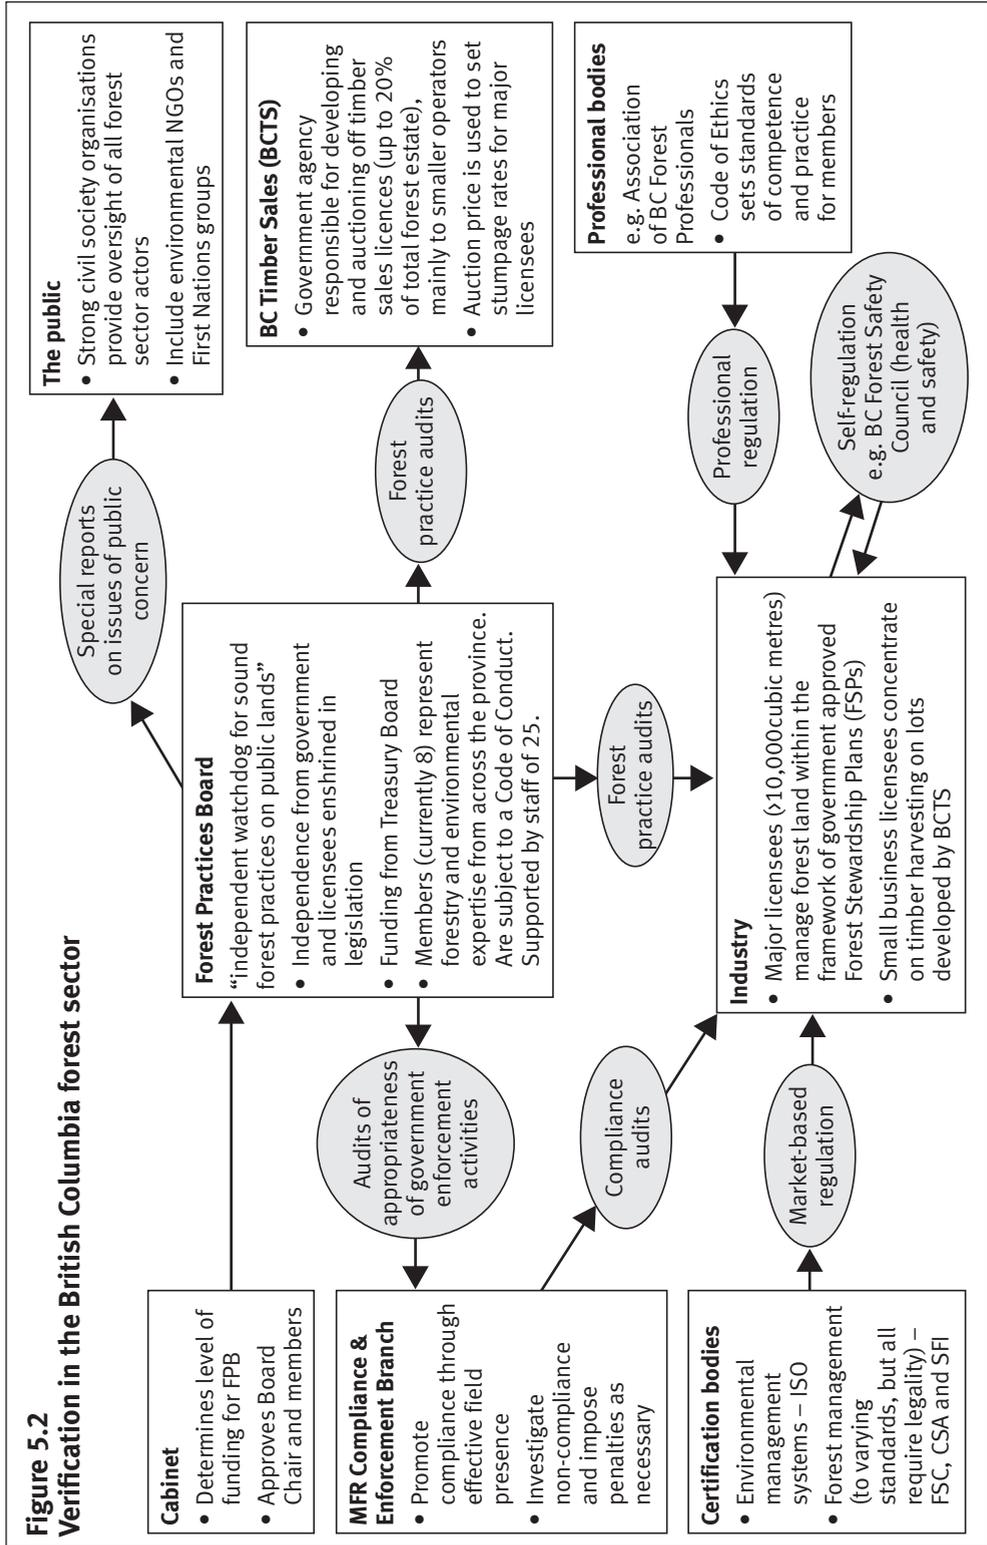 Figure 5.2
Verification in the British Columbia forest sector
Cabinet
• Determines level of
funding for FPB
• Approves Board
Chair and members
MFR Compliance &
Enforcement Branch
• Promote
compliance through
effective field
presence
• Investigate
non-compliance
and impose
penalties as
necessary
Certification bodies
• Environmental
management
systems – ISO
• Forest management
(to varying
standards, but all
require legality) –
FSC, CSA and SFI
Audits of
appropriateness
of government
enforcement
activities
Compliance
audits
Market-based
regulation
Forest Practices Board
“independent watchdog for sound
forest practices on public lands”
• Independence from government
and licensees enshrined in
legislation
• Funding from Treasury Board
• Members (currently 8) represent
forestry and environmental
expertise from across the province.
Are subject to a Code of Conduct.
Supported by staff of 25.
Forest
practice audits
Industry
• Major licensees (>10,000cubic metres)
manage forest land within the
framework of government approved
Forest Stewardship Plans (FSPs)
• Small business licensees concentrate
on timber harvesting on lots
developed by BCTS
Special reports
on issues of public
concern
Forest
practice audits
Professional
regulation
Self-regulation
e.g. BC Forest Safety
Council (health
and safety)
The public
• Strong civil society organisations
provide oversight of all forest
sector actors
• Include environmental NGOs and
First Nations groups
BC Timber Sales (BCTS)
• Government agency
responsible for developing
and auctioning off timber
sales licences (up to 20%
of total forest estate),
mainly to smaller operators
• Auction price is used to set
stumpage rates for major
licensees
Professional bodies
e.g. Association
of BC Forest
Professionals
• Code of Ethics
sets standards
of competence
and practice
for members